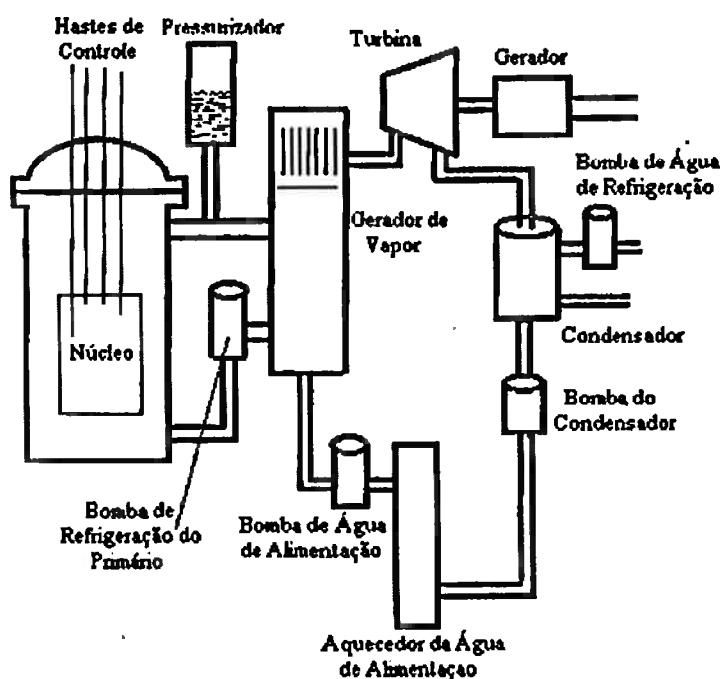 Hastes de
Controle
Pressurizador
Turbina
Gerador
Bomba de Água
de Refrigeração
Gerador de
Vapor
Núcleo
Condensador
Bomba do
Condensador
Bomba de
Refrigeração do
Primário
Bomba de Água
de Alimentação
Aquecedor da Água
de Alimentação